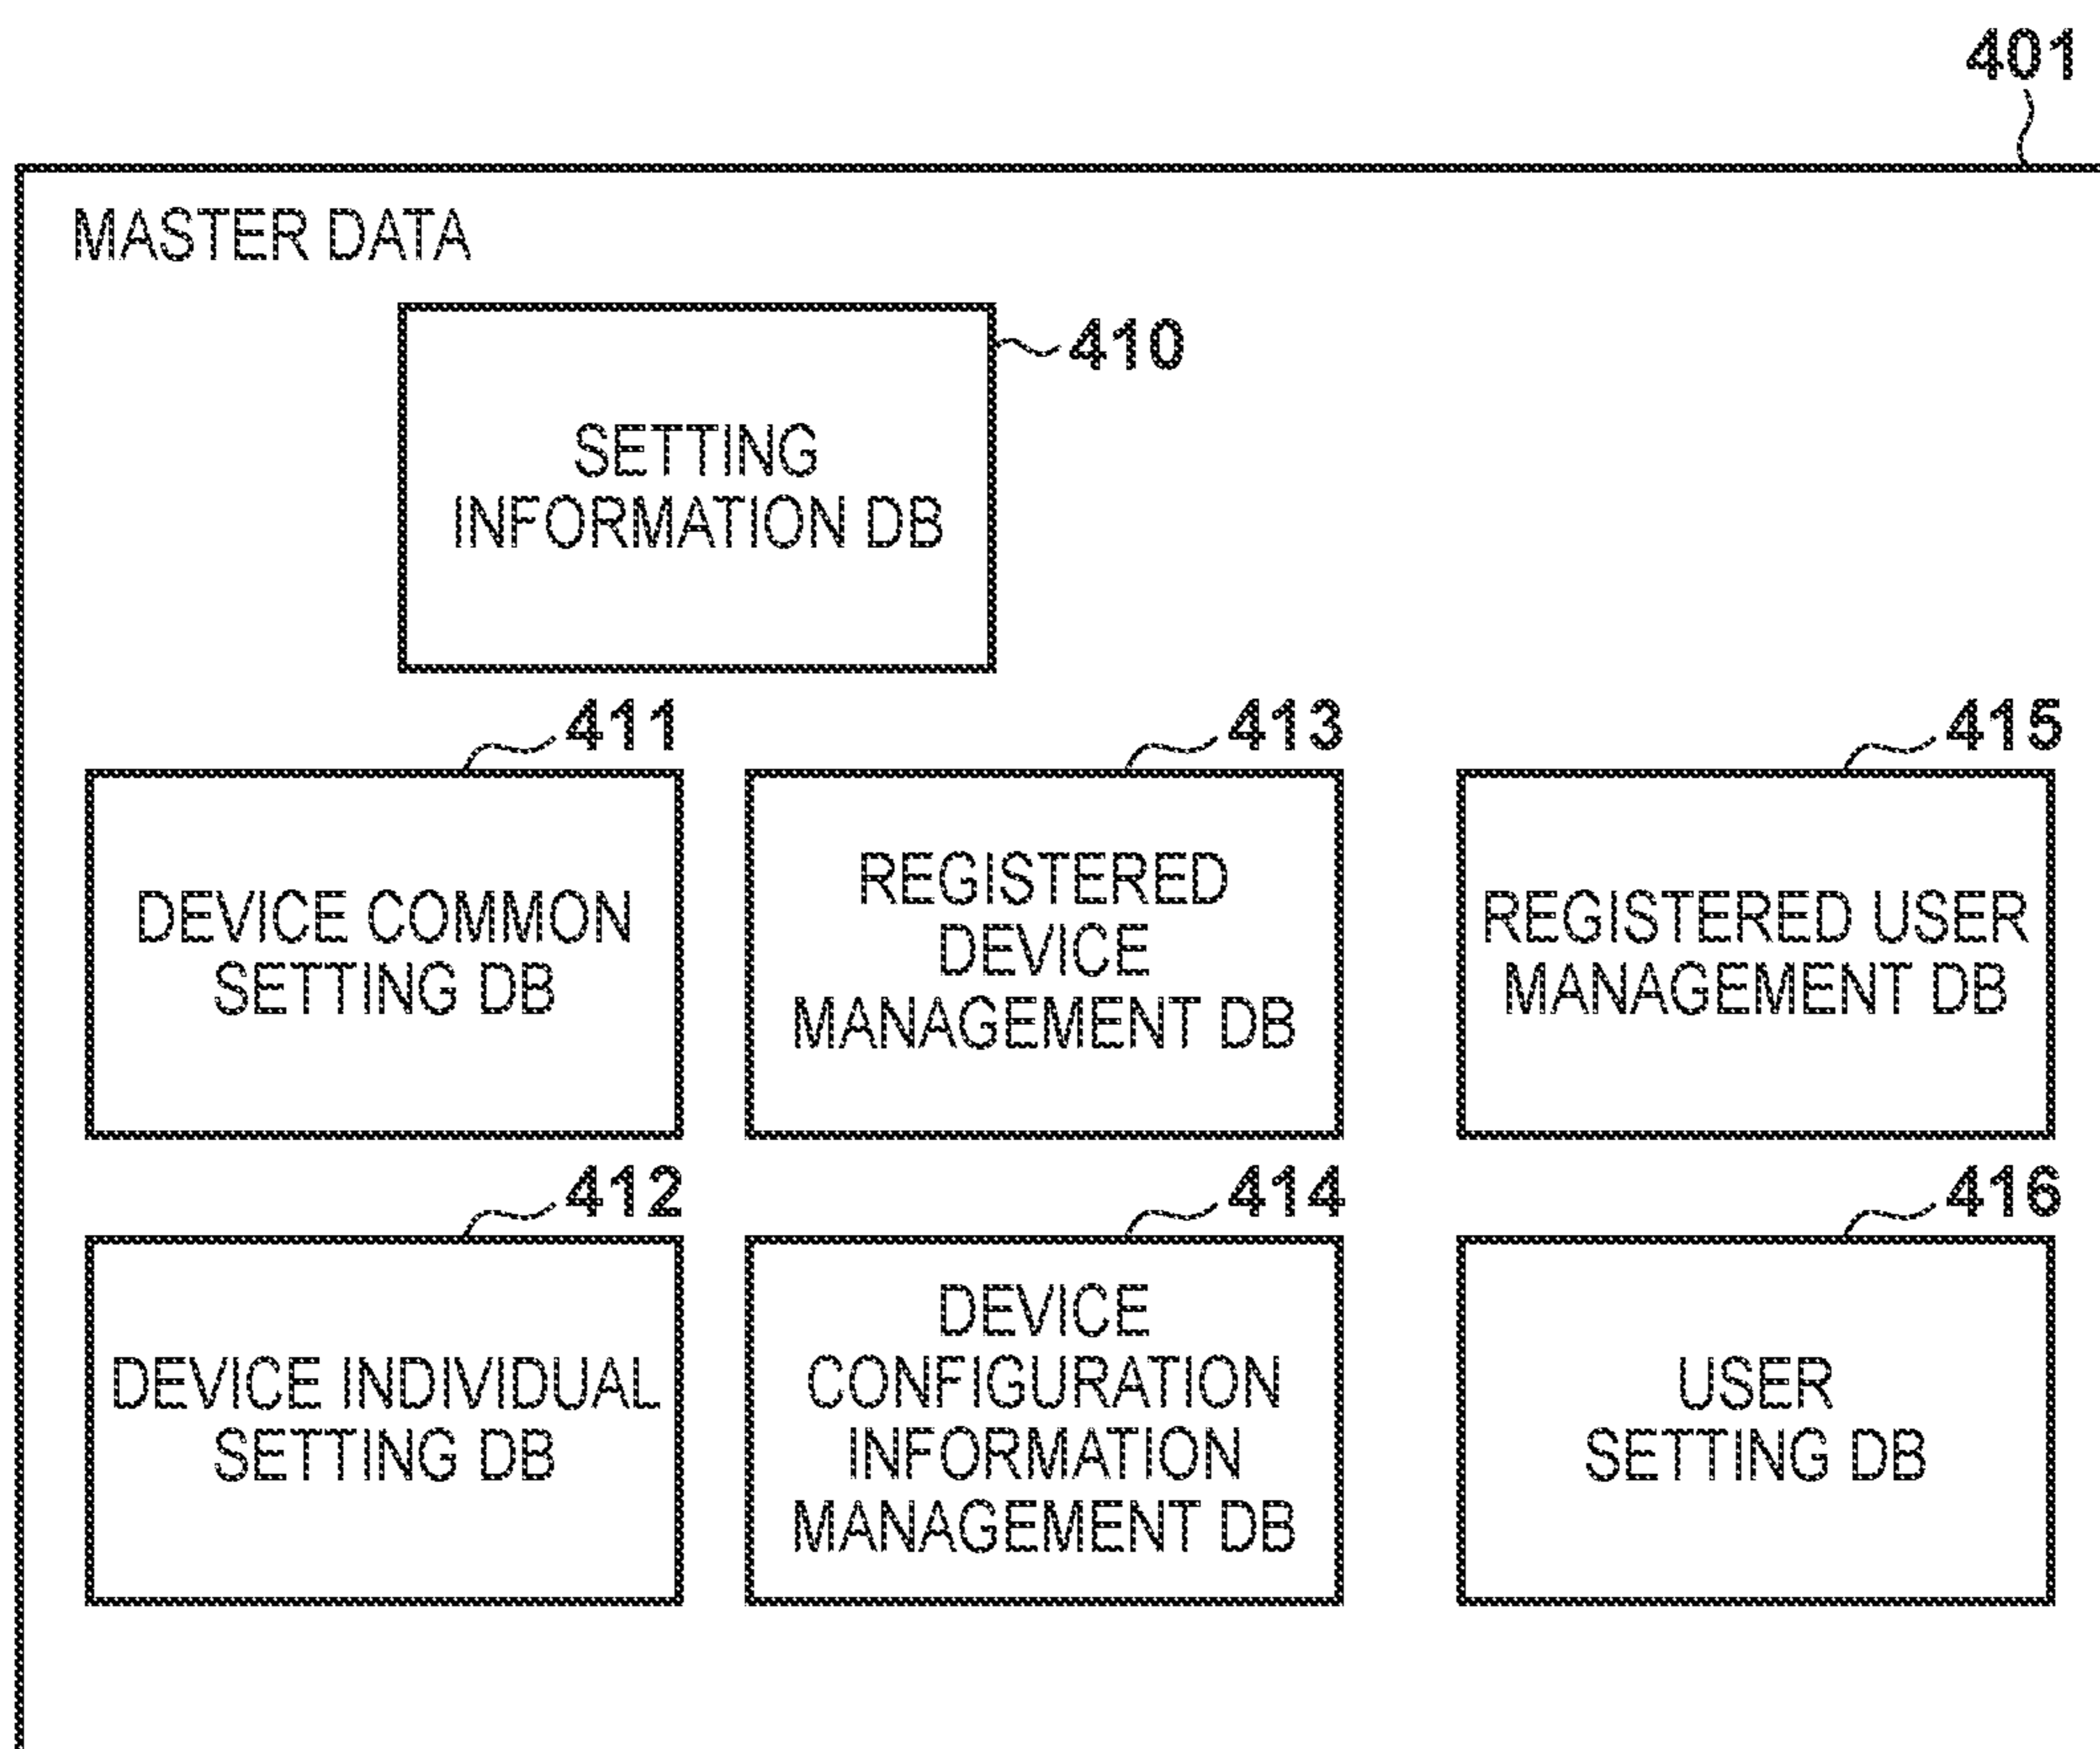 401
MASTER DATA
410
SETTING
INFORMATION DB
411
DEVICE COMMON
SETTING DB
413
REGISTERED
DEVICE
MANAGEMENT DB
415
REGISTERED USER
MANAGEMENT DB
412
DEVICE INDIVIDUAL
SETTING DB
414
DEVICE
CONFIGURATION
INFORMATION
MANAGEMENT DB
416
USER
SETTING DB